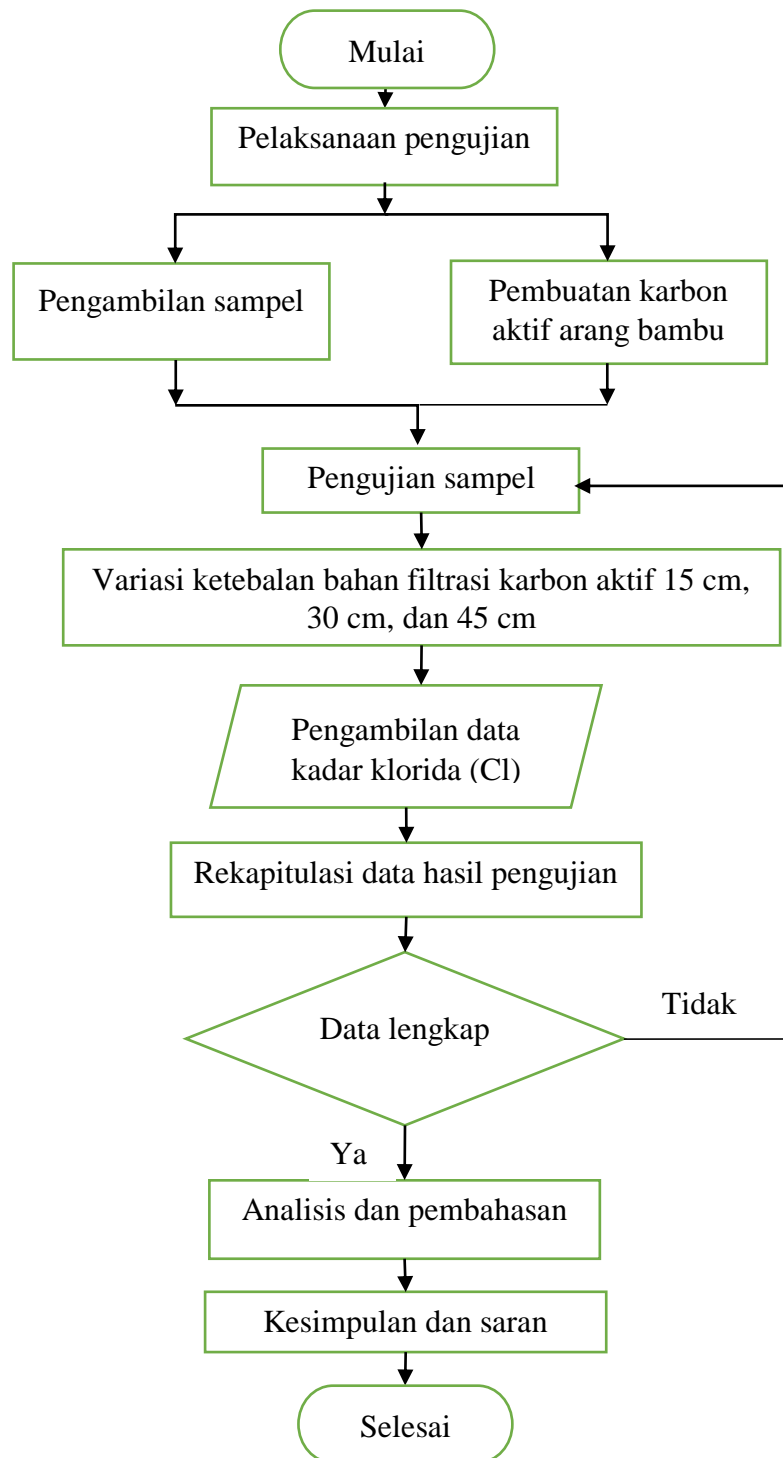 Mulai
Pelaksanaan pengujian
Pengambilan sampel
Pembuatan karbon
aktif arang bambu
Pengujian sampel
Variasi ketebalan bahan filtrasi karbon aktif 15 cm,
30 cm, dan 45 cm
Pengambilan data
kadar klorida (Cl)
Rekapitulasi data hasil pengujian
Data lengkap
Tidak
Ya
Analisis dan pembahasan
Kesimpulan dan saran
Selesai